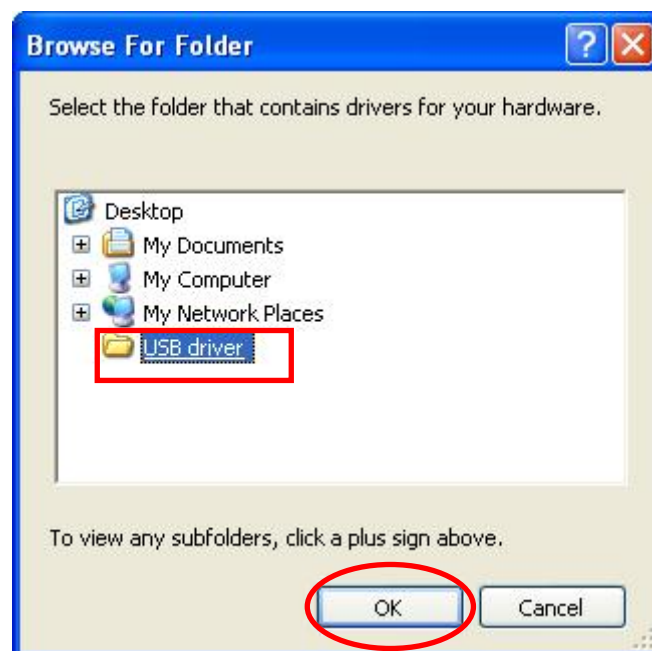 Browse For Folder
Select the folder that contains drivers for your hardware.
Desktop
My Documents
My Computer
My Network Places
USB driver
To view any subfolders, click a plus sign above.
OK
Cancel